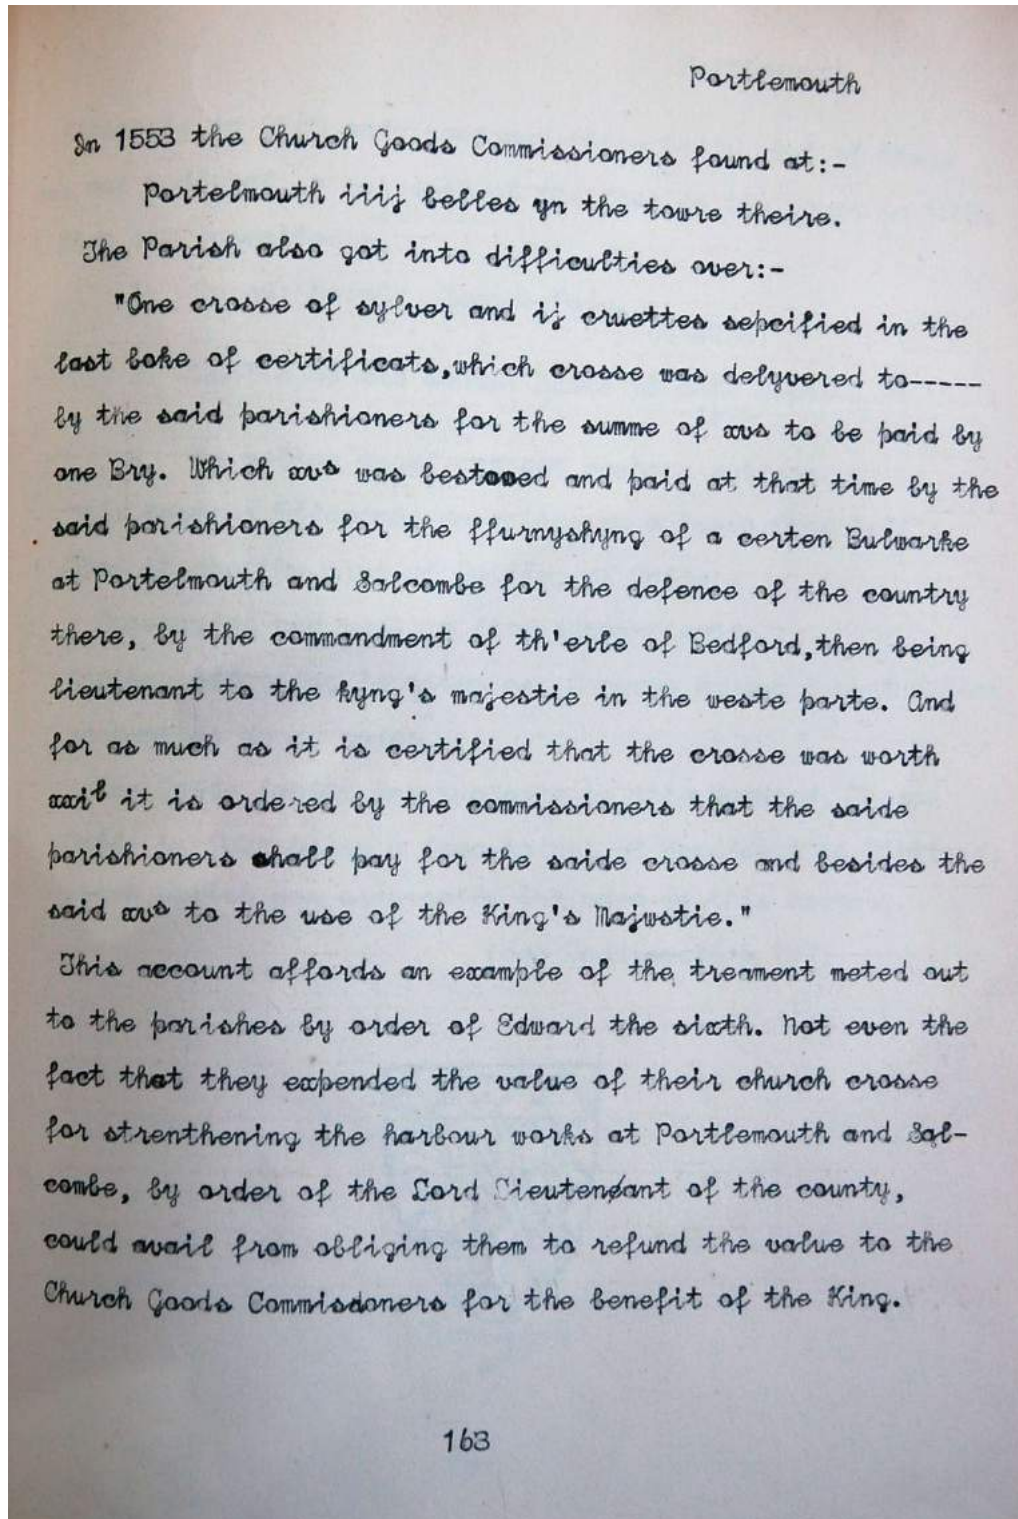 Portlemouth
In 1553 the Church Goods Commissioners found at:-
Portelmouth iiij belles yn the towre theire.
The Parish also got into difficulties over:-
"One crosse of sylver and ij cruettes sepcified in the
last boke of certificats,which crosse was delyvered to-----
by the said parishioners for the summe of xvs to be paid by
one Bry. Which xvs was bestooed and paid at that time by the
said parishioners for the ffurnyshyng of a certen Bulwarke
at Portelmouth and Salcombe for the defence of the country
there, by the commandment of th'erle of Bedford,then being
lieutenant to the kyng's majestie in the weste parte. And
for as much as it is certified that the crosse was worth
xxil it is ordered by the commissioners that the saide
parishioners shall pay for the saide crosse and besides the
said xvs to the use of the King's Majwstie."
This account affords an example of the treament meted out
to the parishes by order of Edward the sixth. Not even the
fact that they expended the value of their church crosse
for strenthening the harbour works at Portlemouth and Sal-
combe, by order of the Lord Lieutenant of the county,
could avail from obliging them to refund the value to the
Church Goods Commisdoners for the benefit of the King.
163